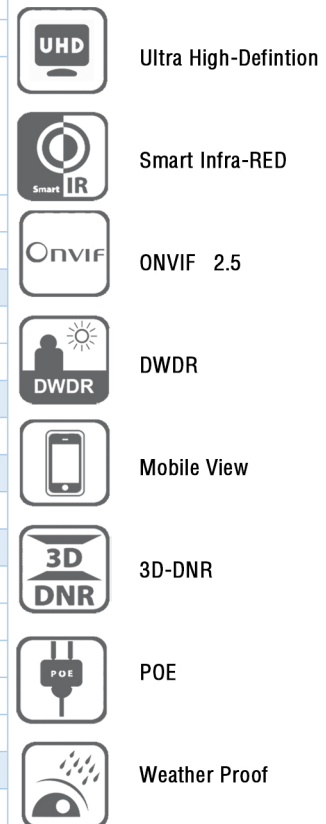 UHD
Ultra High-Defintion
Smart IR
Smart Infra-RED
ONVIF
ONVIF 2.5
DWDR
DWDR
Mobile View
3D
DNR
3D-DNR
POE
POE
Weather Proof